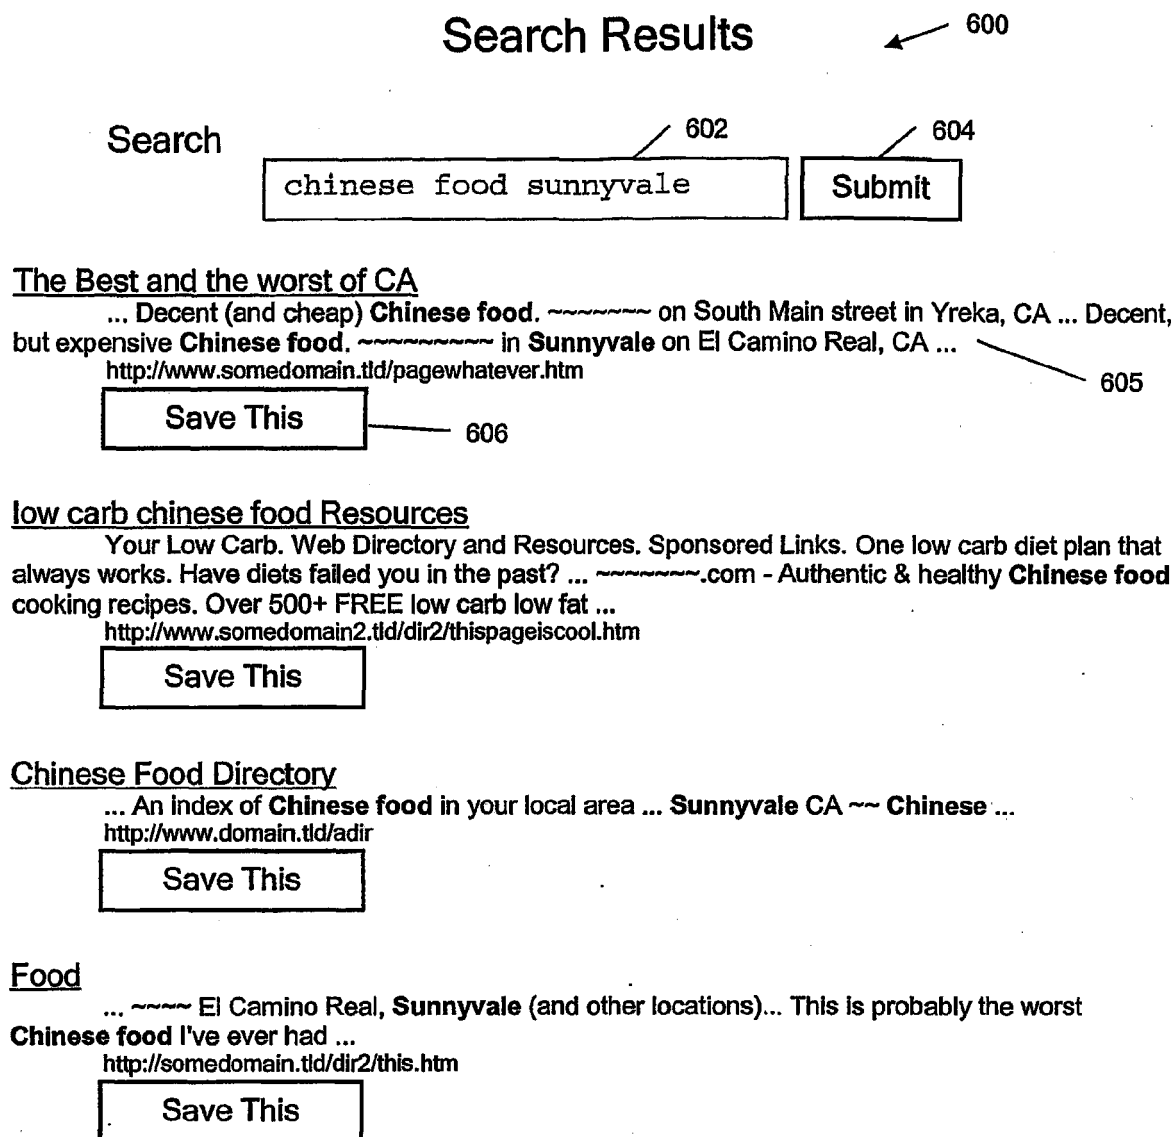 Search Results
600
Search
602
604
chinese food sunnyvale
Submit
The Best and the worst of CA
... Decent (and cheap) Chinese food. ~~~~~~~ on South Main street in Yreka, CA ... Decent,
but expensive Chinese food. ~~~~~~~~~ in Sunnyvale on El Camino Real, CA ...
http://www.somedomain.tld/pagewhatever.htm
605
Save This
606
low carb chinese food Resources
Your Low Carb. Web Directory and Resources. Sponsored Links. One low carb diet plan that
always works. Have diets failed you in the past? ... ~~~~~~~.com - Authentic & healthy Chinese food
cooking recipes. Over 500+ FREE low carb low fat ...
http://www.somedomain2.tld/dir2/thispageiscool.htm
Save This
Chinese Food Directory
... An index of Chinese food in your local area ... Sunnyvale CA ~~ Chinese ...
http://www.domain.tld/adir
Save This
Food
... ~~~~ El Camino Real, Sunnyvale (and other locations)... This is probably the worst
Chinese food I've ever had ...
http://somedomain.tld/dir2/this.htm
Save This